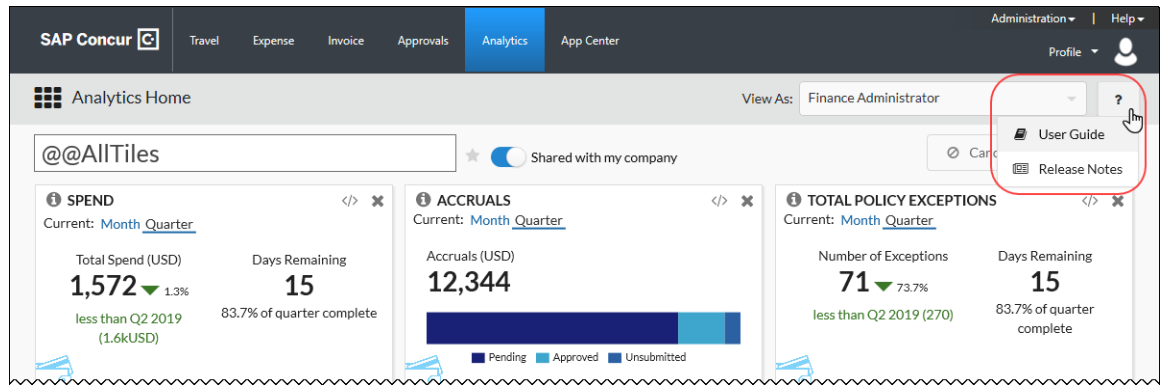 Administration | Help
SAP Concur C Travel Expense Invoice Approvals Analytics App Center
Profile
Analytics Home View As: Finance Administrator ?
User Guide
Release Notes
@@AllTiles Shared with my company
SPEND </>
Current: Month Quarter
Total Spend (USD) Days Remaining
1,572 1.3% 15
less than Q2 2019 83.7% of quarter complete
(1.6kUSD)
ACCRUALS </>
Current: Month Quarter
Accruals (USD)
12,344
Pending Approved Unsubmitted
TOTAL POLICY EXCEPTIONS </>
Current: Month Quarter
Number of Exceptions Days Remaining
71 73.7% 15
less than Q2 2019 (270) 83.7% of quarter
complete